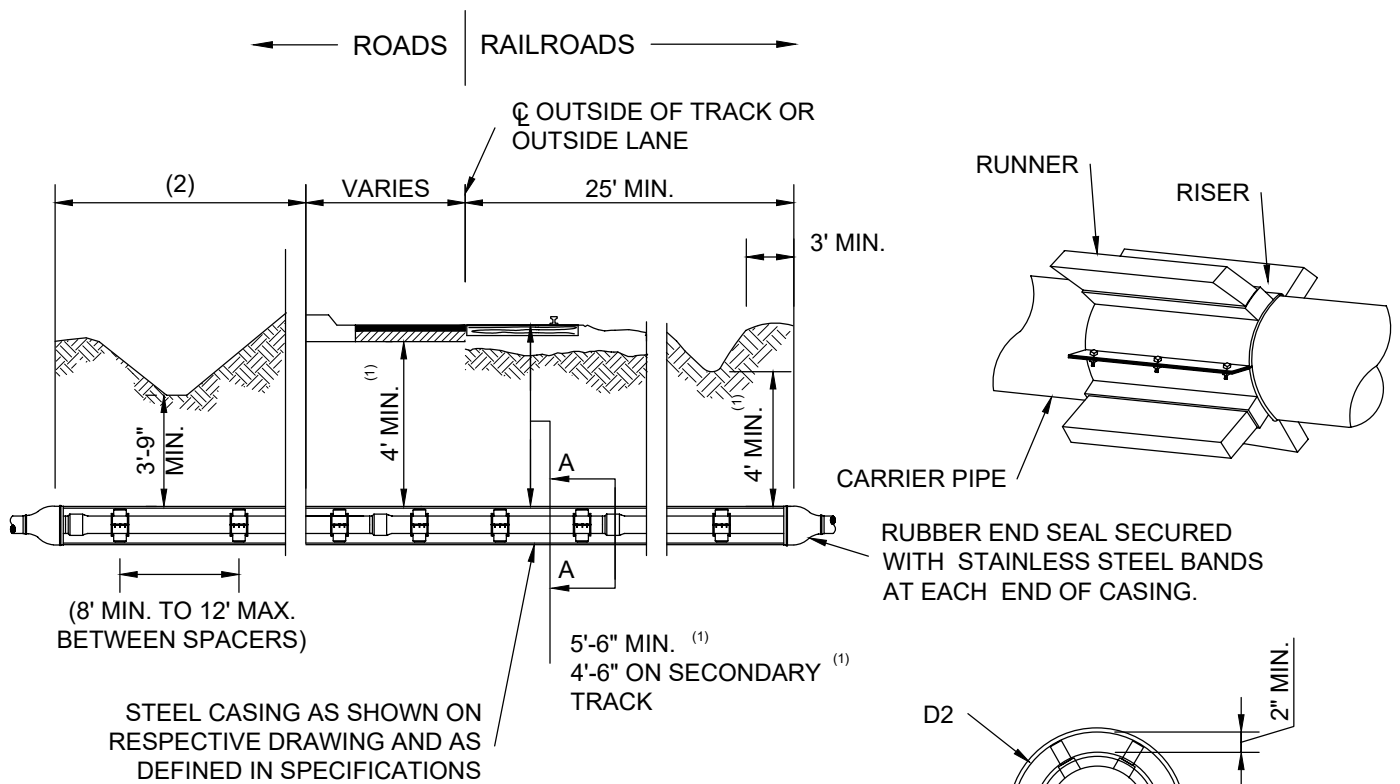 ROADS
RAILROADS
℄ OUTSIDE OF TRACK OR
OUTSIDE LANE
(2)
VARIES
25' MIN.
3' MIN.
RUNNER
RISER
3'-9"
MIN.
4' MIN. (1)
4' MIN. (1)
A
A
CARRIER PIPE
RUBBER END SEAL SECURED
WITH STAINLESS STEEL BANDS
AT EACH END OF CASING.
(8' MIN. TO 12' MAX.
BETWEEN SPACERS)
5'-6" MIN. (1)
4'-6" ON SECONDARY (1)
TRACK
STEEL CASING AS SHOWN ON
RESPECTIVE DRAWING AND AS
DEFINED IN SPECIFICATIONS
D2
2" MIN.